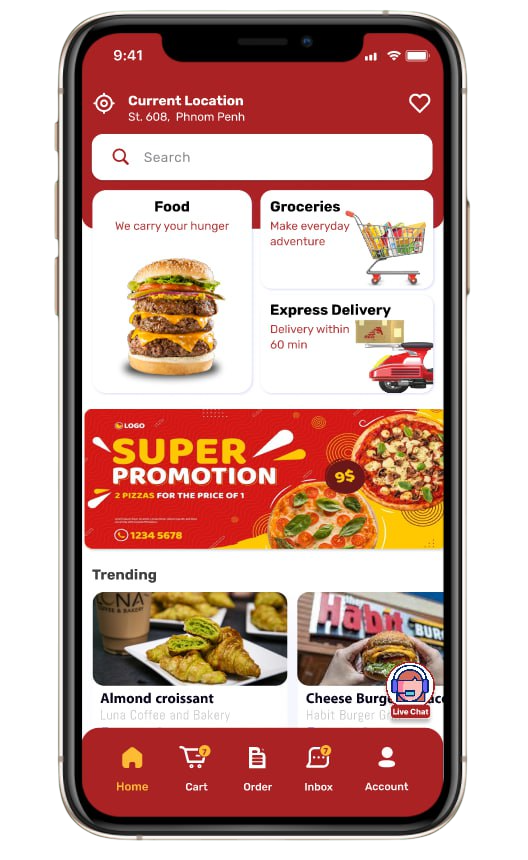 9:41
Current Location
St. 608, Phnom Penh
Search
Food
We carry your hunger
Groceries
Make everyday
adventure
Express Delivery
Delivery within
60 min
LOGO
SUPER
PROMOTION
2 PIZZAS FOR THE PRICE OF 1
9$
1234 5678
Trending
COFFEE & BAKERY
Habit
BUR
Almond croissant
Luna Coffee and Bakery
Cheese Burg
Habit Burger G
Live Chat
7
7
Home
Cart
Order
Inbox
Account